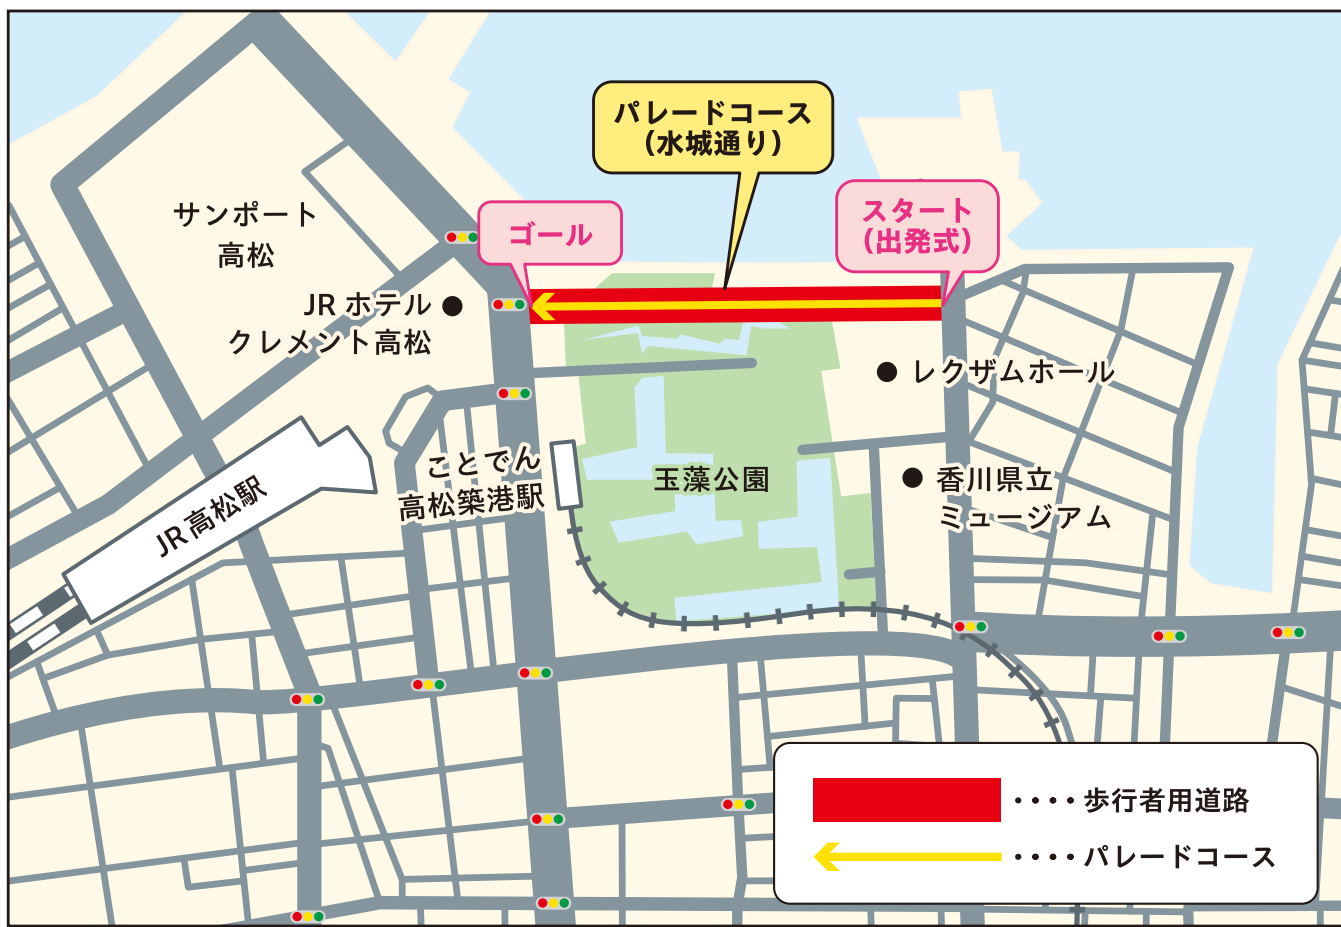 パレードコース
(水城通り)
スタート
(出発式)
ゴール
サンポート
高松
JR ホテル
クレメント高松
レクザムホール
ことでん
高松築港駅
玉藻公園
香川県立
ミュージアム
JR高松駅
・・・・歩行者用道路
・・・・パレードコース